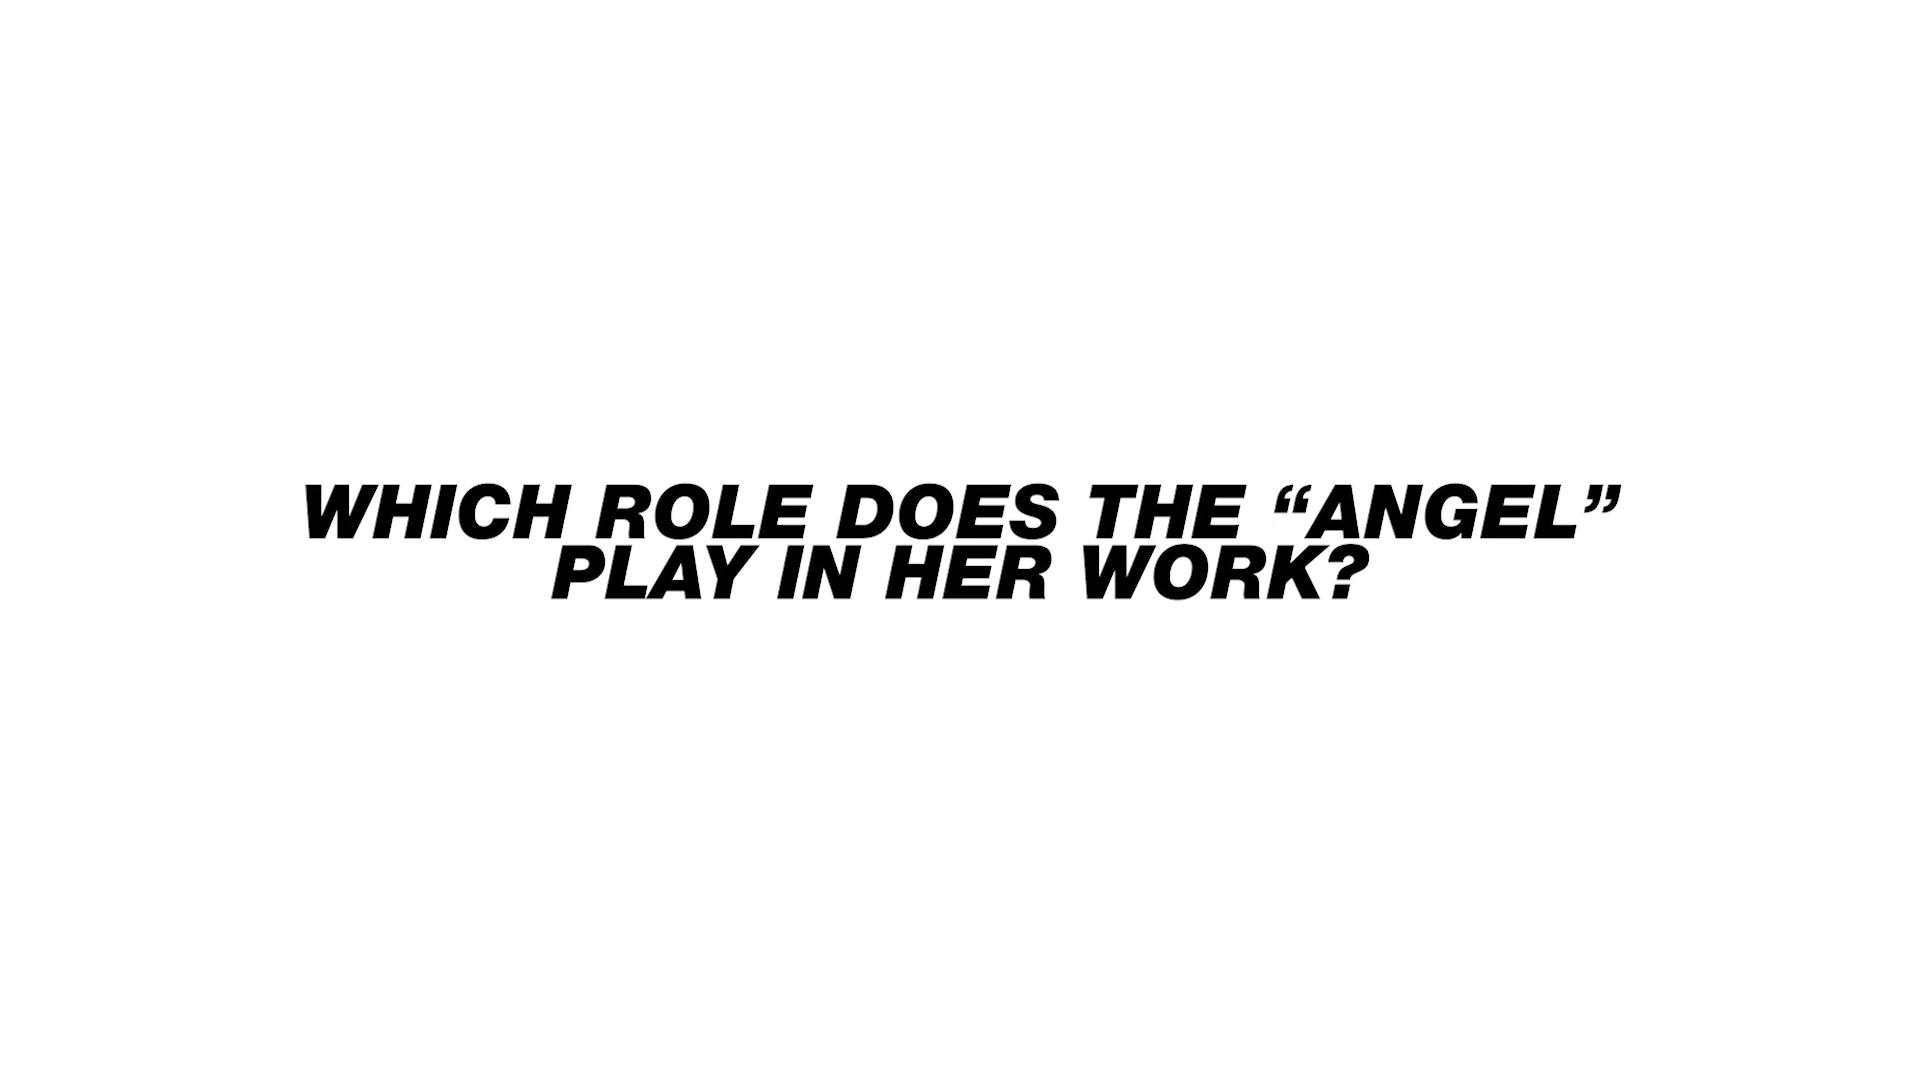 WHICH ROLE DOES THE “ANGEL”
PLAY IN HER WORK?